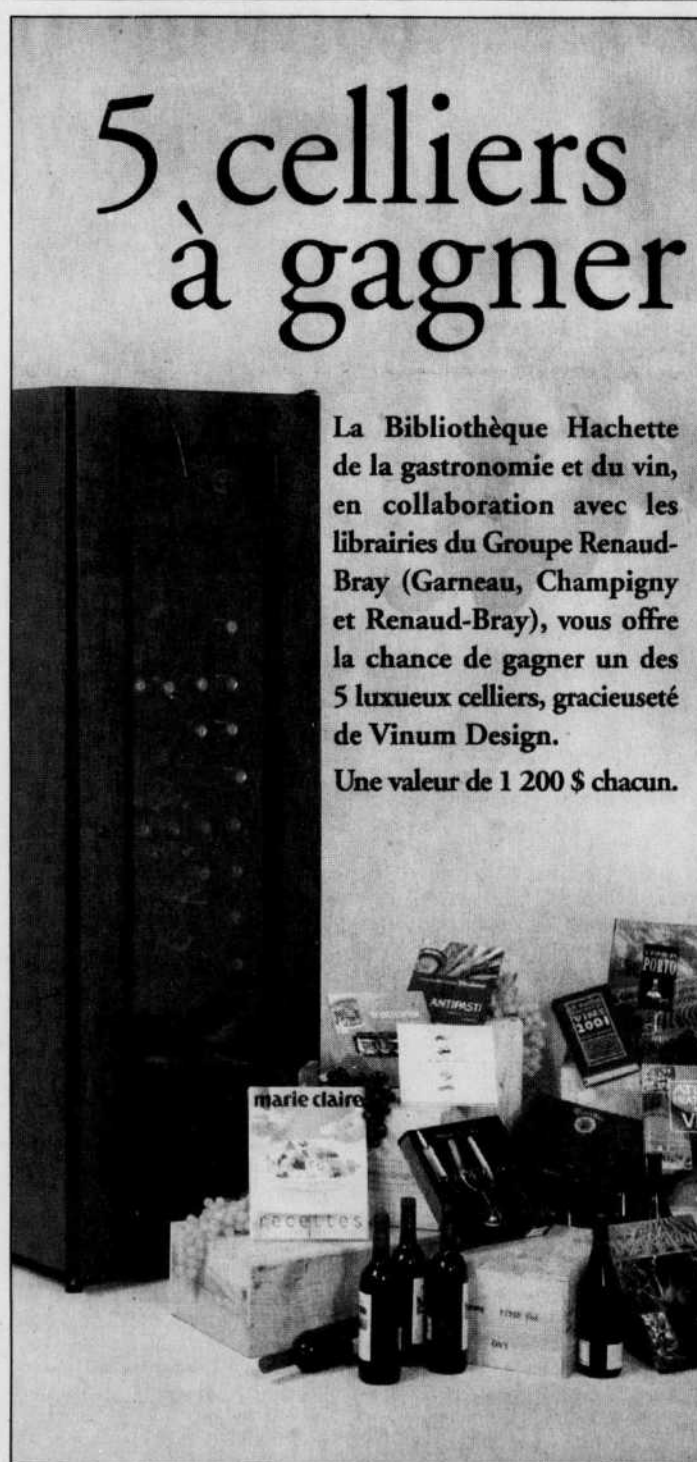 5 celliers
à gagner
La Bibliothèque Hachette
de la gastronomie et du vin,
en collaboration avec les
librairies du Groupe Renaud-
Bray (Garneau, Champigny
et Renaud-Bray), vous offre
la chance de gagner un des
5 luxueux celliers, gracieuseté
de Vinum Design.
Une valeur de 1 200 $ chacun.
PORTO
ANTIPASTI
VINS
2001
marie claire
recettes